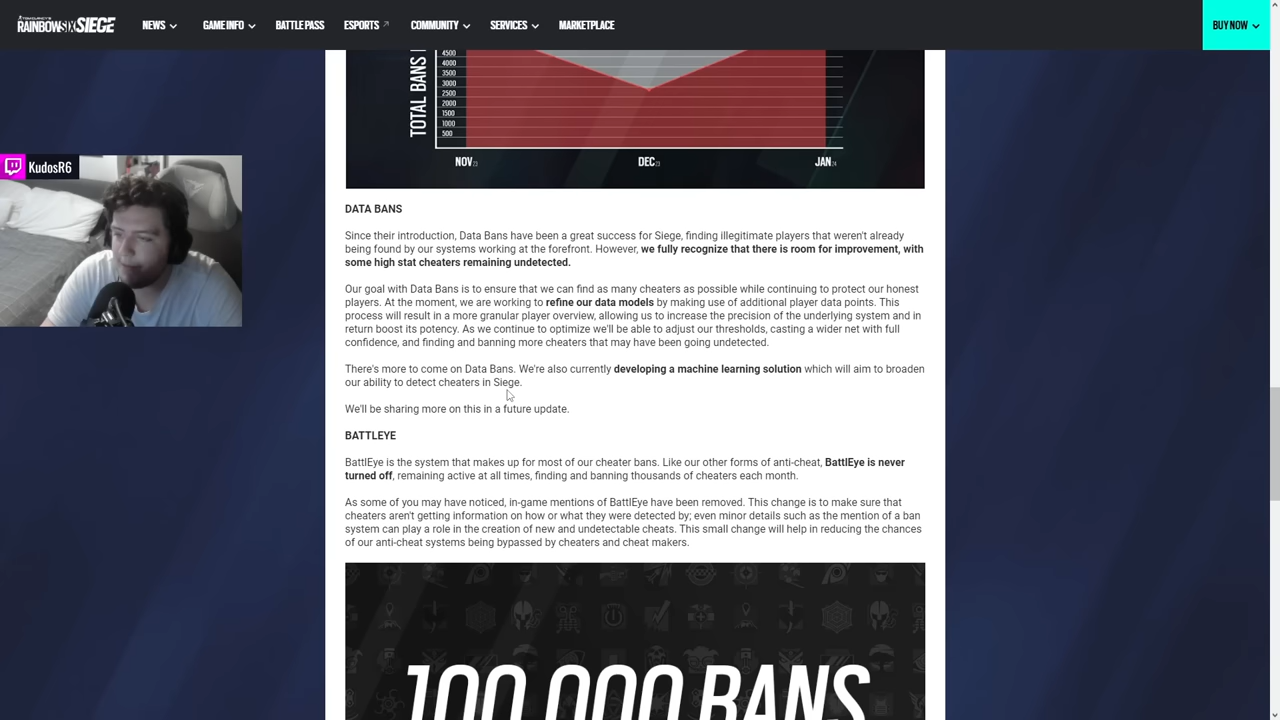 TOM CLANCY'S
RAINBOWSIX SIEGE
NEWS
GAME INFO
BATTLE PASS
ESPORTS
COMMUNITY
SERVICES
MARKETPLACE
BUY NOW
KudosR6
TOTAL BANS
4500
4000
3500
3000
2500
2000
1500
1000
500
NOV 23
DEC 23
JAN 24
DATA BANS
Since their introduction, Data Bans have been a great success for Siege, finding illegitimate players that weren't already
being found by our systems working at the forefront. However, we fully recognize that there is room for improvement, with
some high stat cheaters remaining undetected.
Our goal with Data Bans is to ensure that we can find as many cheaters as possible while continuing to protect our honest
players. At the moment, we are working to refine our data models by making use of additional player data points. This
process will result in a more granular player overview, allowing us to increase the precision of the underlying system and in
return boost its potency. As we continue to optimize we'll be able to adjust our thresholds, casting a wider net with full
confidence, and finding and banning more cheaters that may have been going undetected.
There's more to come on Data Bans. We're also currently developing a machine learning solution which will aim to broaden
our ability to detect cheaters in Siege.
We'll be sharing more on this in a future update.
BATTLEYE
BattlEye is the system that makes up for most of our cheater bans. Like our other forms of anti-cheat, BattlEye is never
turned off, remaining active at all times, finding and banning thousands of cheaters each month.
As some of you may have noticed, in-game mentions of BattlEye have been removed. This change is to make sure that
cheaters aren't getting information on how or what they were detected by; even minor details such as the mention of a ban
system can play a role in the creation of new and undetectable cheats. This small change will help in reducing the chances
of our anti-cheat systems being bypassed by cheaters and cheat makers.
100,000 BANS